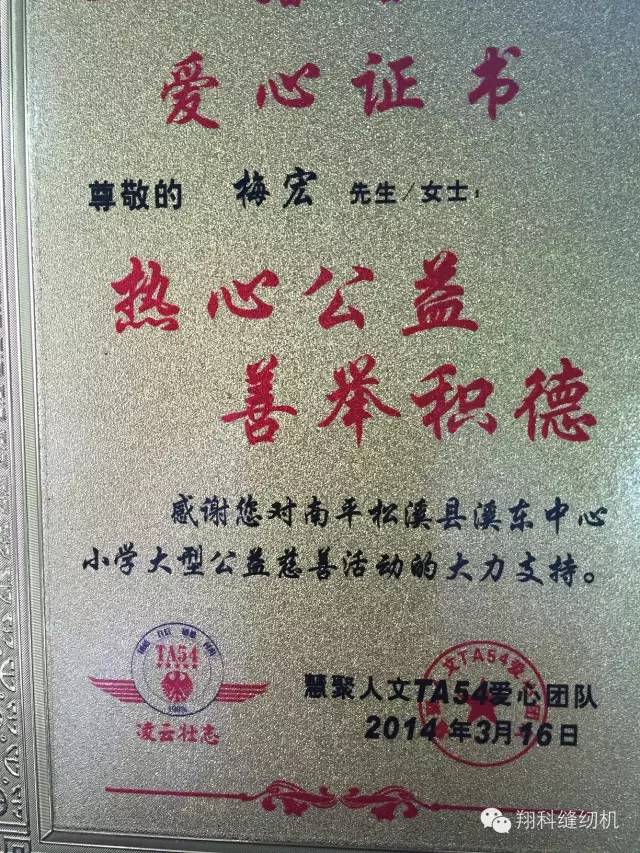 爱心证书
尊敬的 梅宏 先生/女士:
热心公益
善举积德
感谢您对南平松溪县溪东中心
小学大型公益慈善活动的大力支持。
TA54
1908
凌云壮志
慧聚人文TA54爱心团队
2014年3月16日
翔科缝纫机